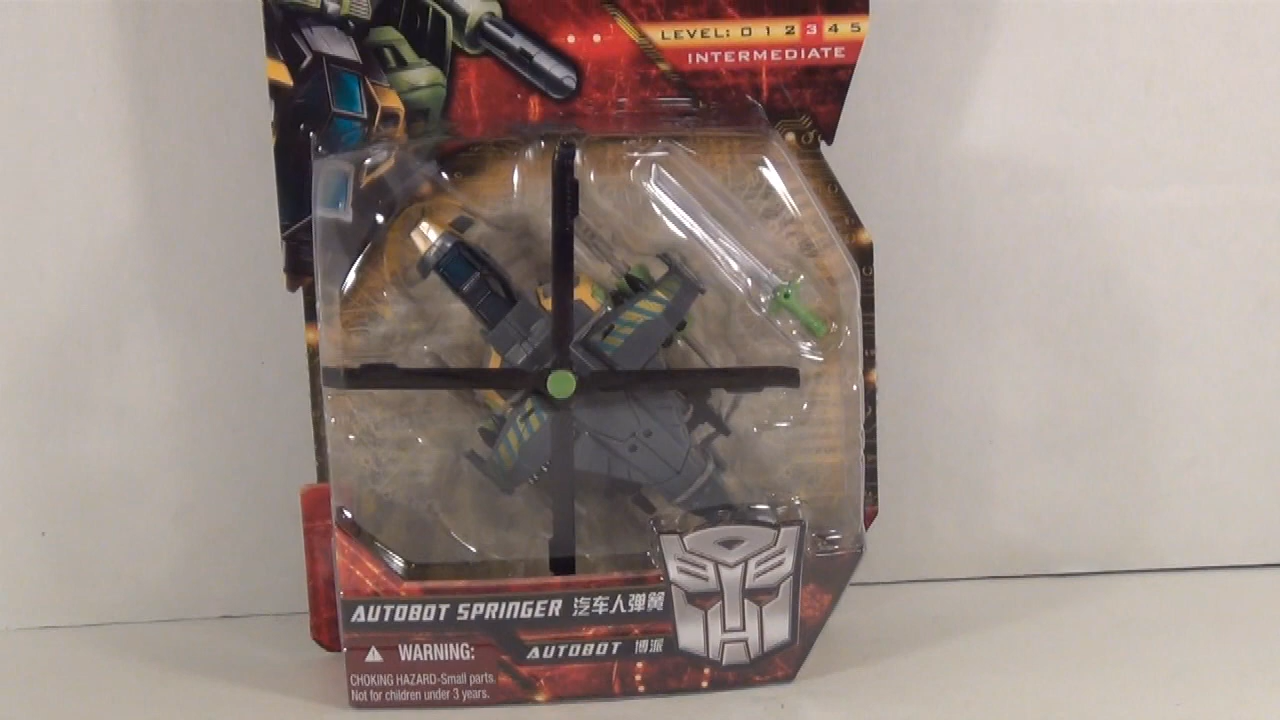 LEVEL: 0 1 2 3 4 5
INTERMEDIATE
AUTOBOT SPRINGER 汽车人弹簧
WARNING:
AUTOBOT 博派
CHOKING HAZARD-Small parts.
Not for children under 3 years.